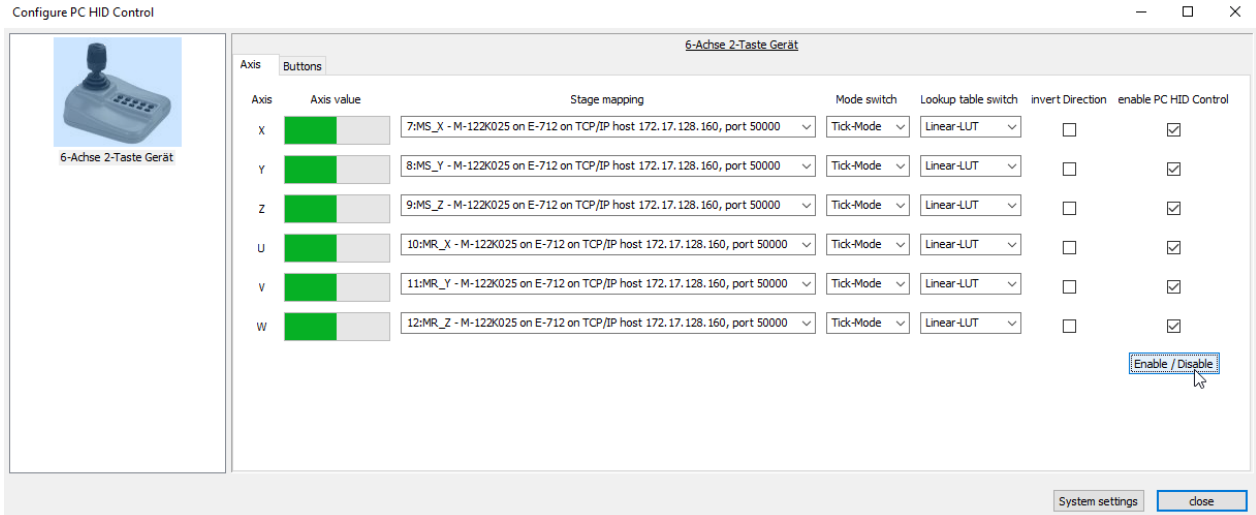 Configure PC HID Control
6-Achse 2-Taste Gerät
6-Achse 2-Taste Gerät
Axis Buttons
Axis Axis value Stage mapping Mode switch Lookup table switch invert Direction enable PC HID Control
X 7:MS_X - M-122K025 on E-712 on TCP/IP host 172.17.128.160, port 50000 Tick-Mode Linear-LUT
Y 8:MS_Y - M-122K025 on E-712 on TCP/IP host 172.17.128.160, port 50000 Tick-Mode Linear-LUT
Z 9:MS_Z - M-122K025 on E-712 on TCP/IP host 172.17.128.160, port 50000 Tick-Mode Linear-LUT
U 10:MR_X - M-122K025 on E-712 on TCP/IP host 172.17.128.160, port 50000 Tick-Mode Linear-LUT
V 11:MR_Y - M-122K025 on E-712 on TCP/IP host 172.17.128.160, port 50000 Tick-Mode Linear-LUT
W 12:MR_Z - M-122K025 on E-712 on TCP/IP host 172.17.128.160, port 50000 Tick-Mode Linear-LUT
Enable / Disable
System settings close